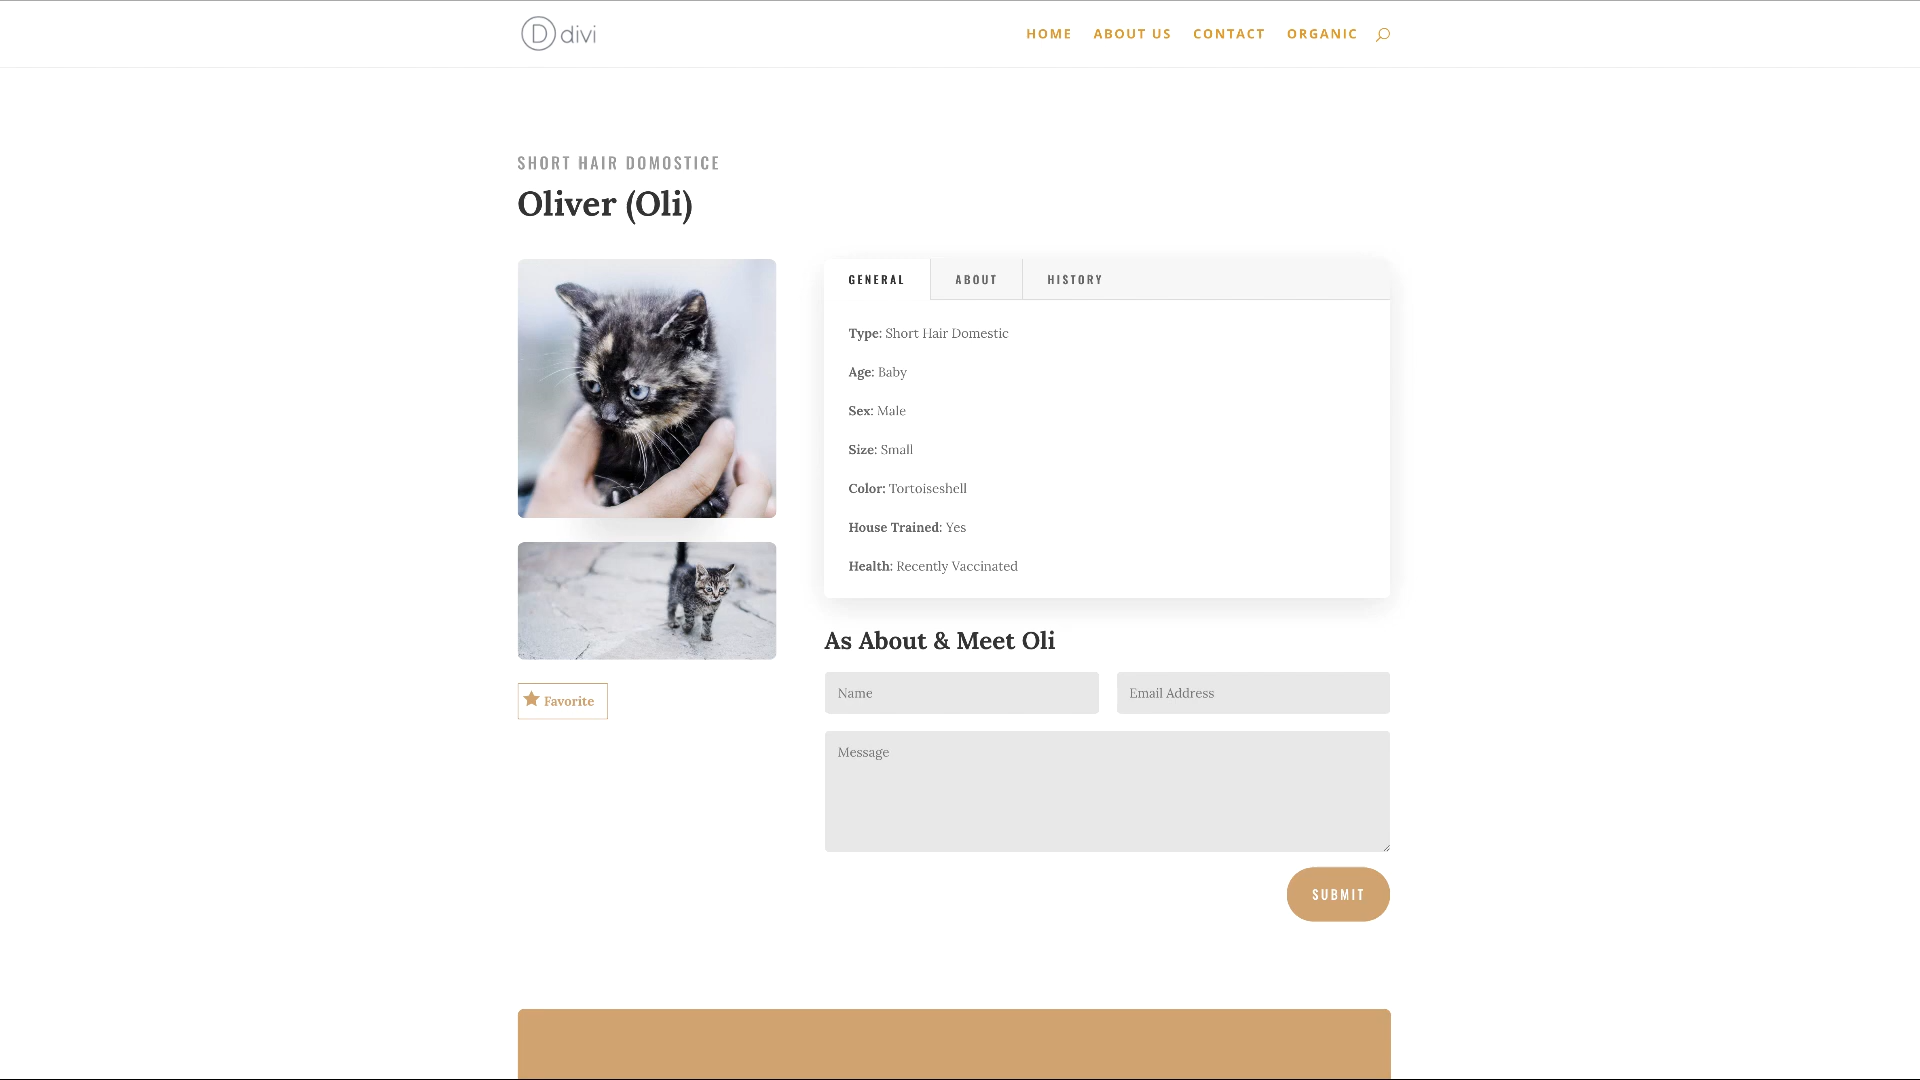 D divi
HOME ABOUT US CONTACT ORGANIC
SHORT HAIR DOMOSTICE
Oliver (Oli)
GENERAL ABOUT HISTORY
Type: Short Hair Domestic
Age: Baby
Sex: Male
Size: Small
Color: Tortoiseshell
House Trained: Yes
Health: Recently Vaccinated
Favorite
As About & Meet Oli
Name Email Address
Message
SUBMIT